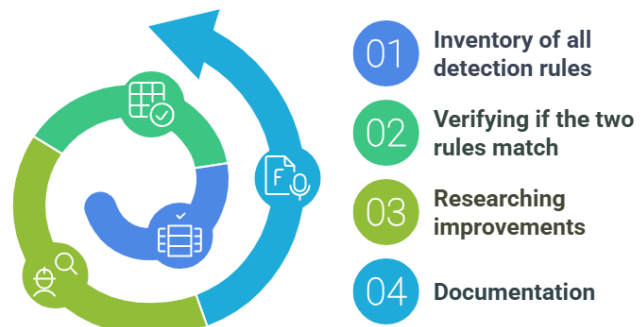 01
Inventory of all
detection rules
02
Verifying if the two
rules match
03
Researching
improvements
04
Documentation
F